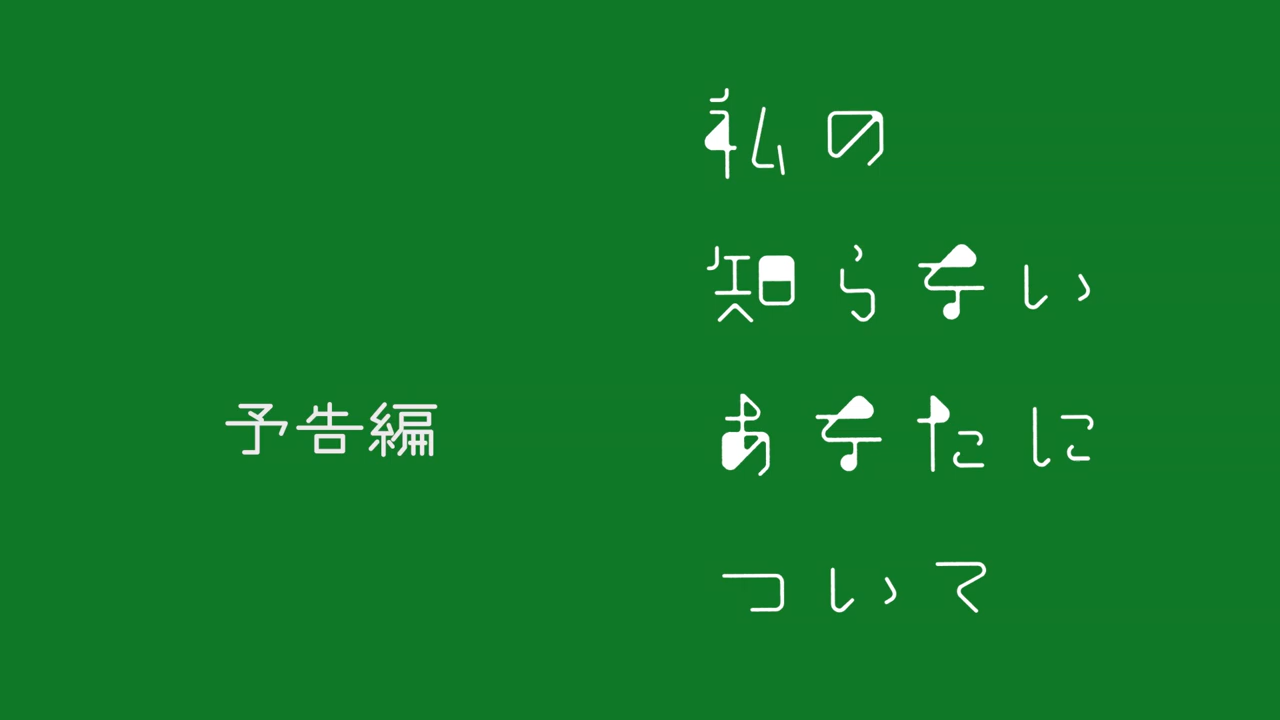 私の
知らない
あなたに
ついて
予告編